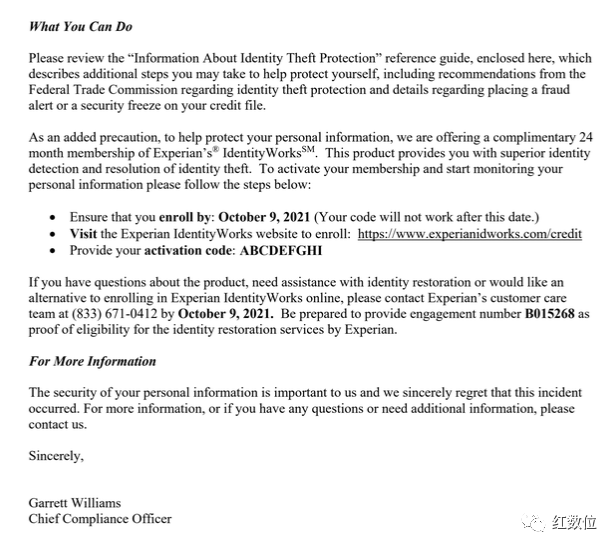 What You Can Do
Please review the “Information About Identity Theft Protection” reference guide, enclosed here, which
describes additional steps you may take to help protect yourself, including recommendations from the
Federal Trade Commission regarding identity theft protection and details regarding placing a fraud
alert or a security freeze on your credit file.
As an added precaution, to help protect your personal information, we are offering a complimentary 24
month membership of Experian’s® IdentityWorksSM. This product provides you with superior identity
detection and resolution of identity theft. To activate your membership and start monitoring your
personal information please follow the steps below:
• Ensure that you enroll by: October 9, 2021 (Your code will not work after this date.)
• Visit the Experian IdentityWorks website to enroll: https://www.experianidworks.com/credit
• Provide your activation code: ABCDEFGHI
If you have questions about the product, need assistance with identity restoration or would like an
alternative to enrolling in Experian IdentityWorks online, please contact Experian’s customer care
team at (833) 671-0412 by October 9, 2021. Be prepared to provide engagement number B015268 as
proof of eligibility for the identity restoration services by Experian.
For More Information
The security of your personal information is important to us and we sincerely regret that this incident
occurred. For more information, or if you have any questions or need additional information, please
contact us.
Sincerely,
Garrett Williams
Chief Compliance Officer
红数位